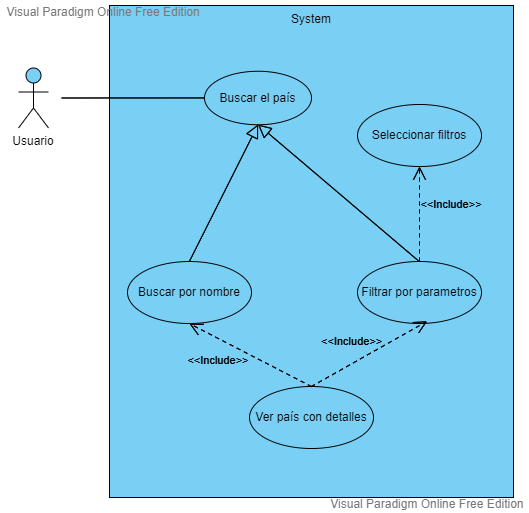 Visual Paradigm Online Free Edition
System
Buscar el país
Usuario
Seleccionar filtros
<<Include>>
Buscar por nombre
Filtrar por parametros
<<Include>>
<<Include>>
Ver país con detalles
Visual Paradigm Online Free Edition